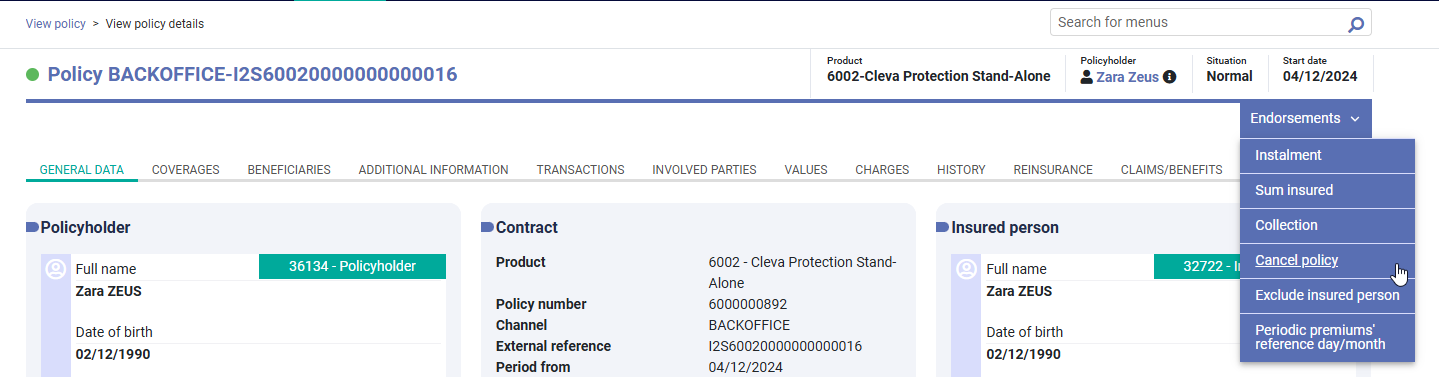 View policy > View policy details
Search for menus
Policy BACKOFFICE-I2S60020000000000016
Product
6002-Cleva Protection Stand-Alone
Policyholder
Zara Zeus
Situation
Normal
Start date
04/12/2024
Endorsements
Instalment
Sum insured
Collection
Cancel policy
Exclude insured person
Periodic premiums'
reference day/month
GENERAL DATA COVERAGES BENEFICIARIES ADDITIONAL INFORMATION TRANSACTIONS INVOLVED PARTIES VALUES CHARGES HISTORY REINSURANCE CLAIMS/BENEFITS
Policyholder
Full name
36134 - Policyholder
Zara ZEUS
Date of birth
02/12/1990
Contract
Product 6002 - Cleva Protection Stand-
Alone
Policy number 6000000892
Channel BACKOFFICE
External reference I2S60020000000000016
Period from 04/12/2024
Insured person
Full name
32722 -
Zara ZEUS
Date of birth
02/12/1990